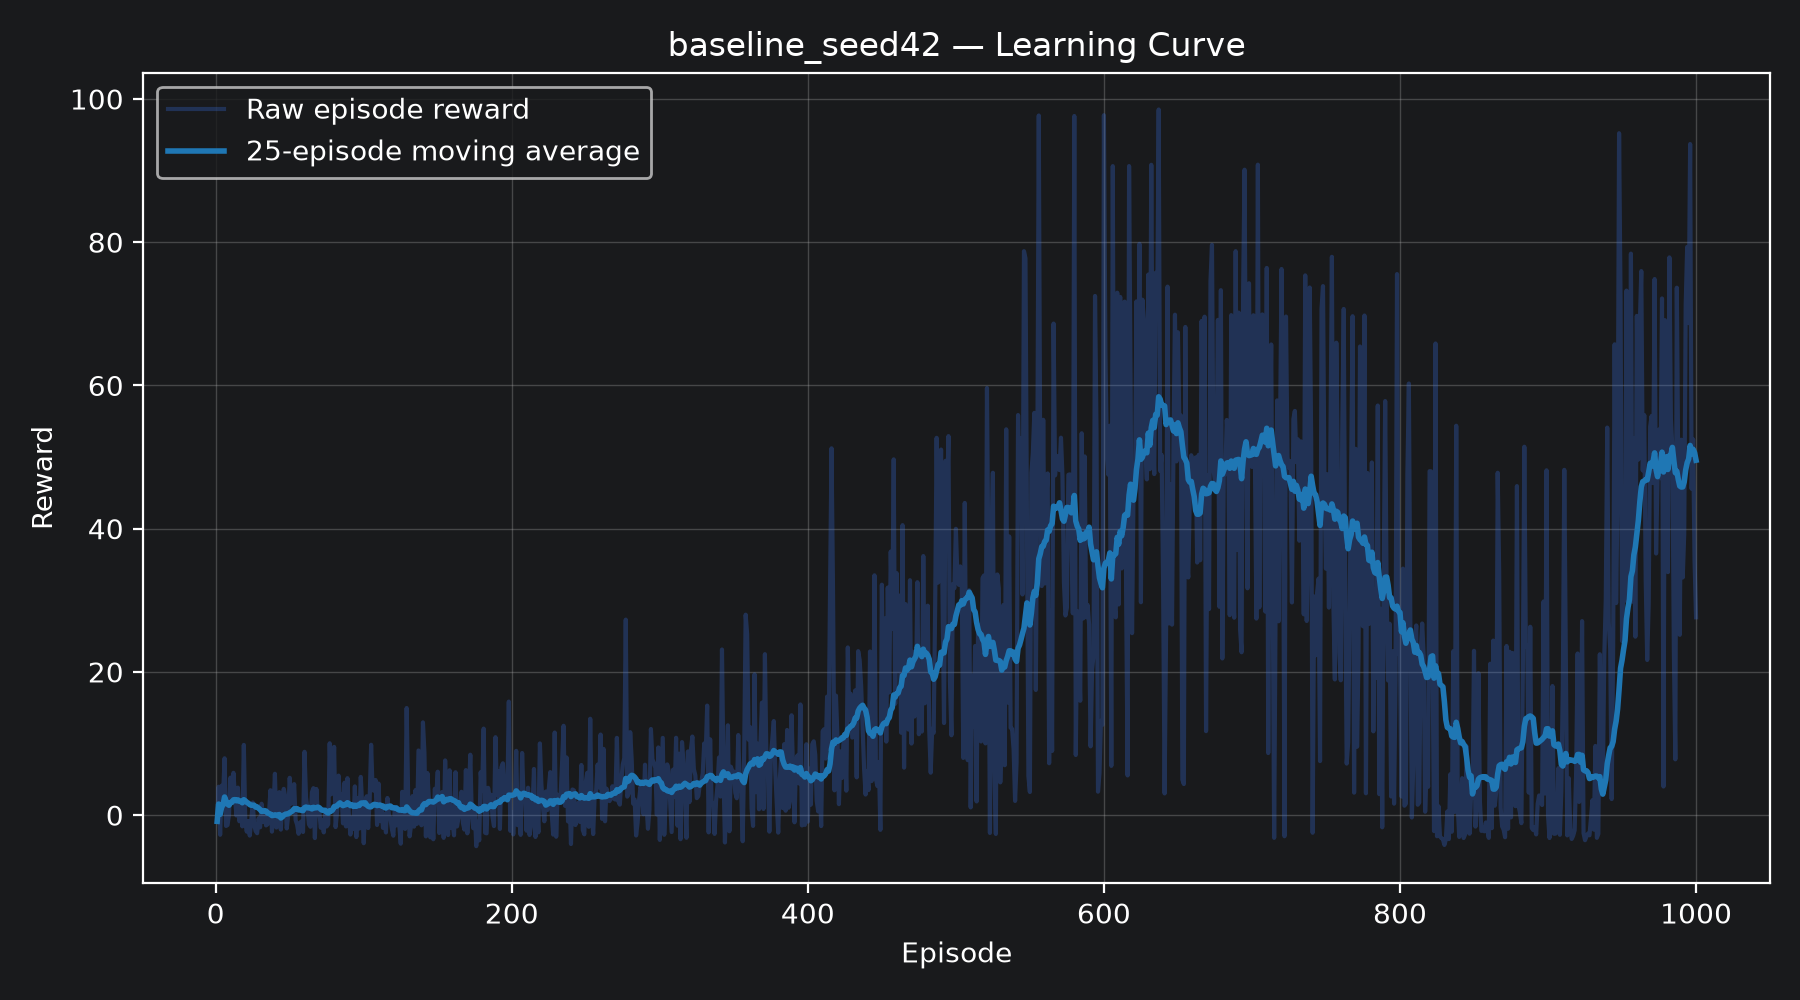 baseline_seed42 — Learning Curve
Raw episode reward
25-episode moving average
100
80
60
40
20
0
Reward
0 200 400 600 800 1000
Episode